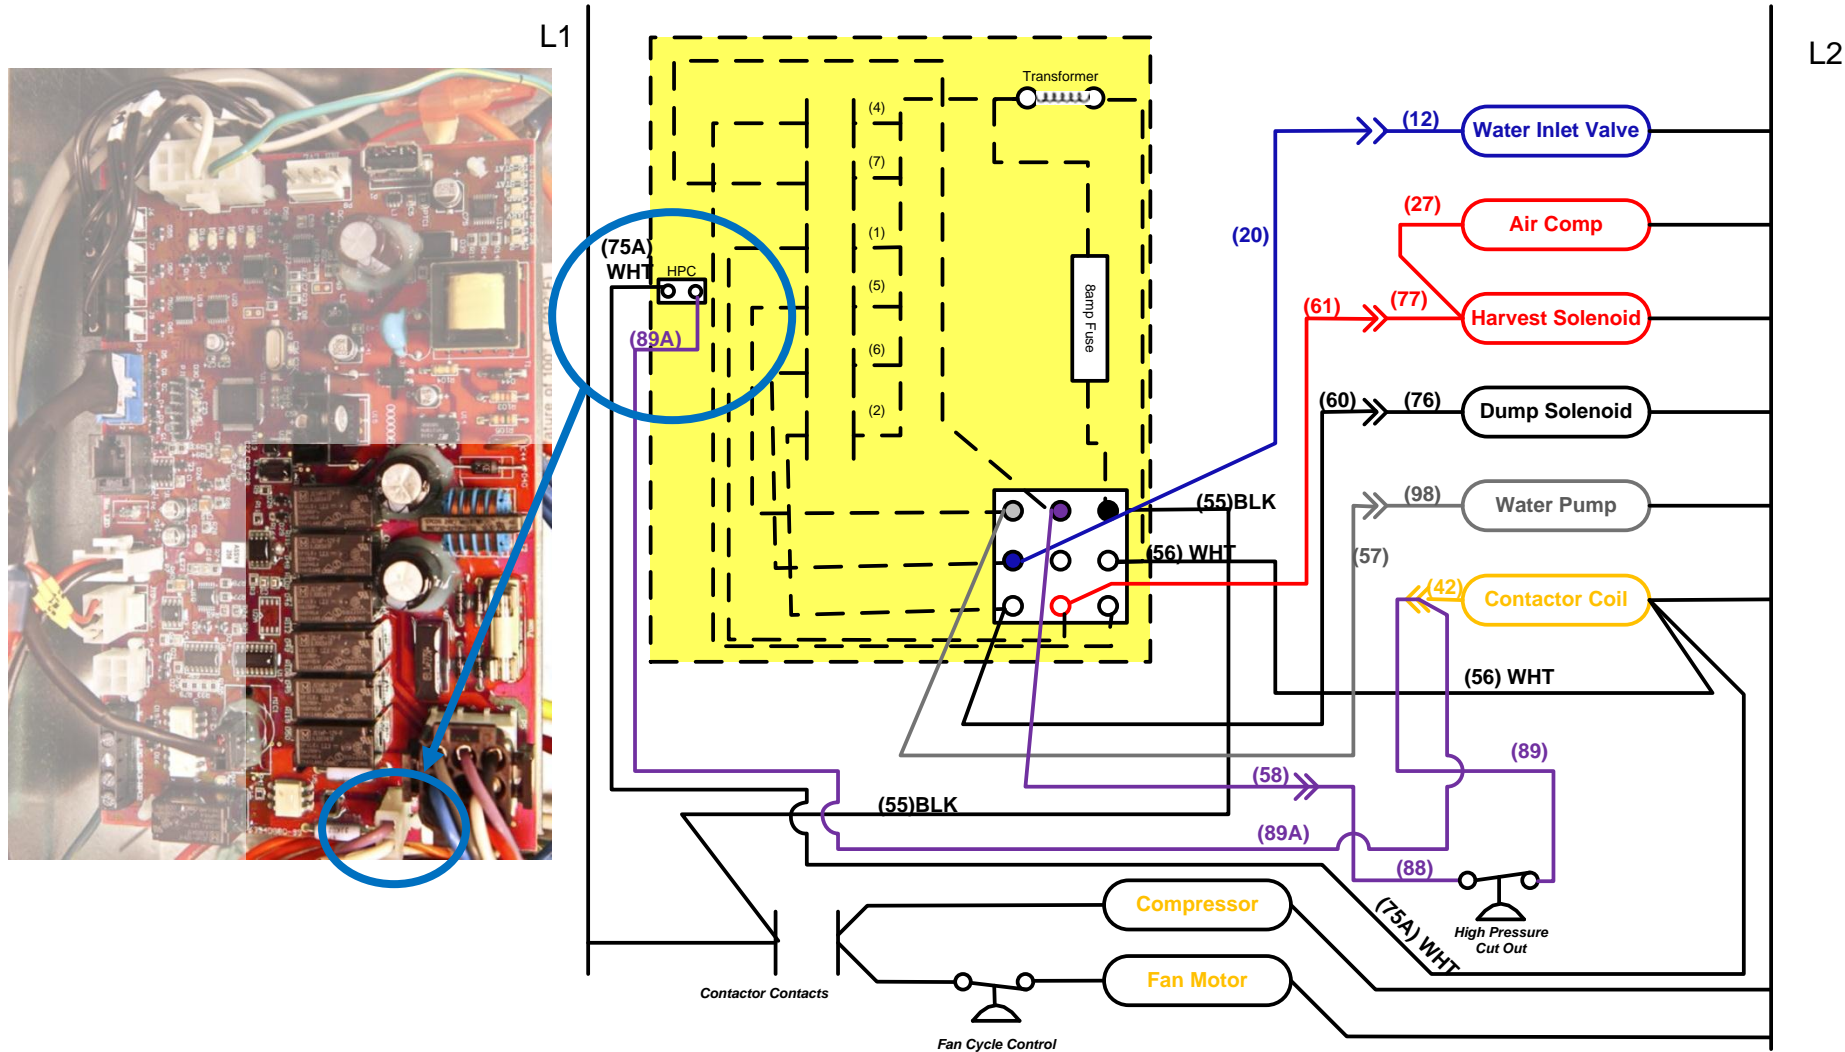 L1
L2
Transformer
(4)
(7)
(1)
(5)
(6)
(2)
(75A)
WHT
HPC
(89A)
8amp Fuse
(12)
Water Inlet Valve
(20)
(27)
Air Comp
(61)
(77)
Harvest Solenoid
(60)
(76)
Dump Solenoid
(55)BLK
(98)
Water Pump
(56) WHT
(57)
(42)
Contactor Coil
(56) WHT
(89)
(58)
(55)BLK
(89A)
(88)
High Pressure
Cut Out
(75A) WHT
Compressor
Fan Motor
Contactor Contacts
Fan Cycle Control